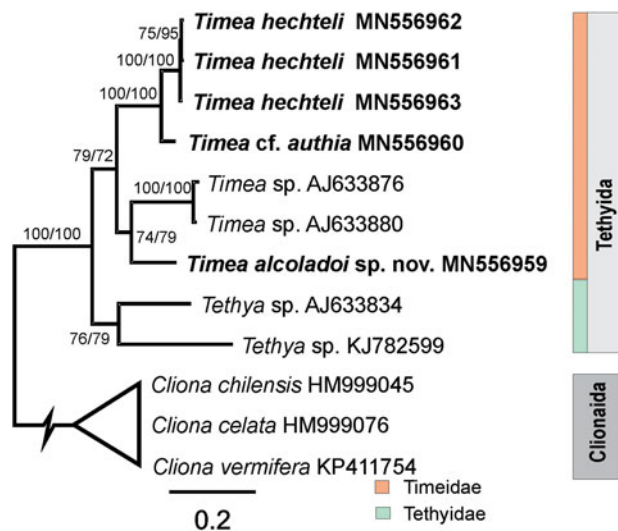 75/95
Timea hechteli MN556962
100/100
Timea hechteli MN556961
100/100
Timea hechteli MN556963
Timea cf. authia MN556960
79/72
100/100
Timea sp. AJ633876
Timea sp. AJ633880
100/100
74/79
Timea alcoladoi sp. nov. MN556959
Tethya sp. AJ633834
76/79
Tethya sp. KJ782599
Tethyida
Cliona chilensis HM999045
Cliona celata HM999076
Cliona vermifera KP411754
Clionaida
0.2
Timeidae
Tethyidae